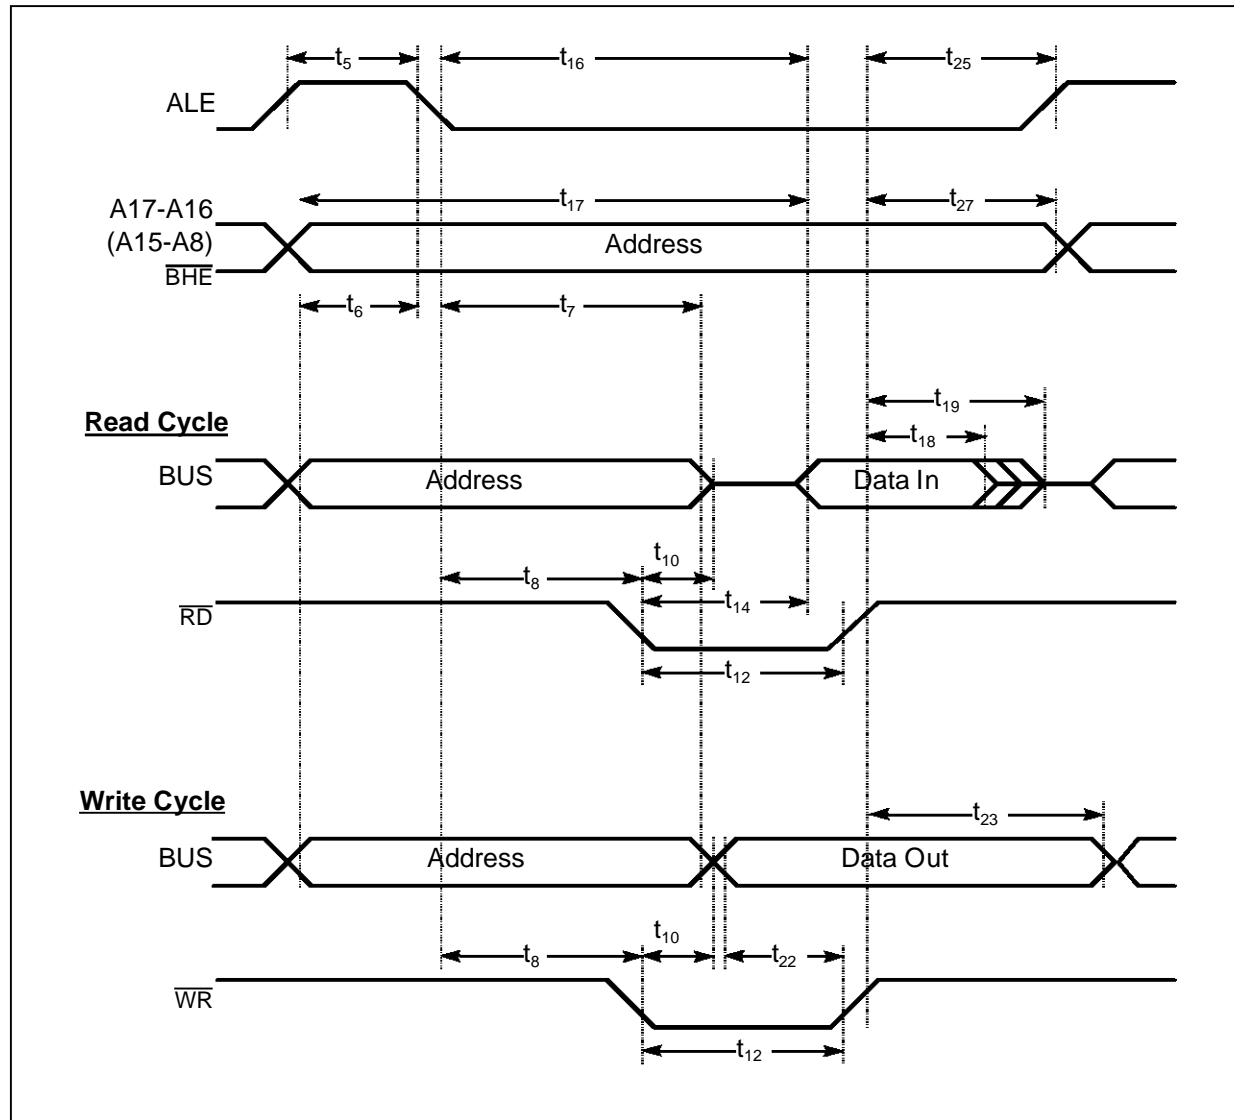 t5 t16 t25
ALE
A17-A16
(A15-A8)
BHE
t17 t27
Address
t6 t7
t19
Read Cycle
t18
BUS Address Data In
t10
t8
t14
RD
t12
Write Cycle
t23
BUS Address Data Out
t10
t8 t22
WR
t12